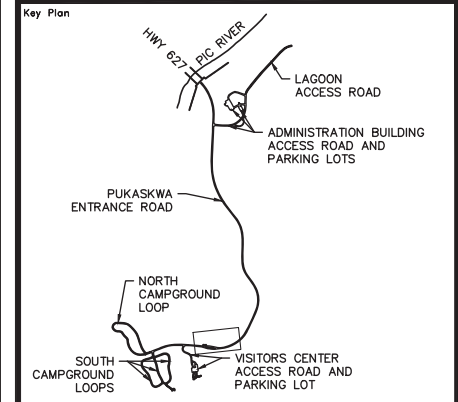 Key Plan
HWY 627
PIC RIVER
LAGOON
ACCESS ROAD
ADMINISTRATION BUILDING
ACCESS ROAD AND
PARKING LOTS
PUKASKWA
ENTRANCE ROAD
NORTH
CAMPGROUND
LOOP
SOUTH
CAMPGROUND
LOOPS
VISITORS CENTER
ACCESS ROAD AND
PARKING LOT